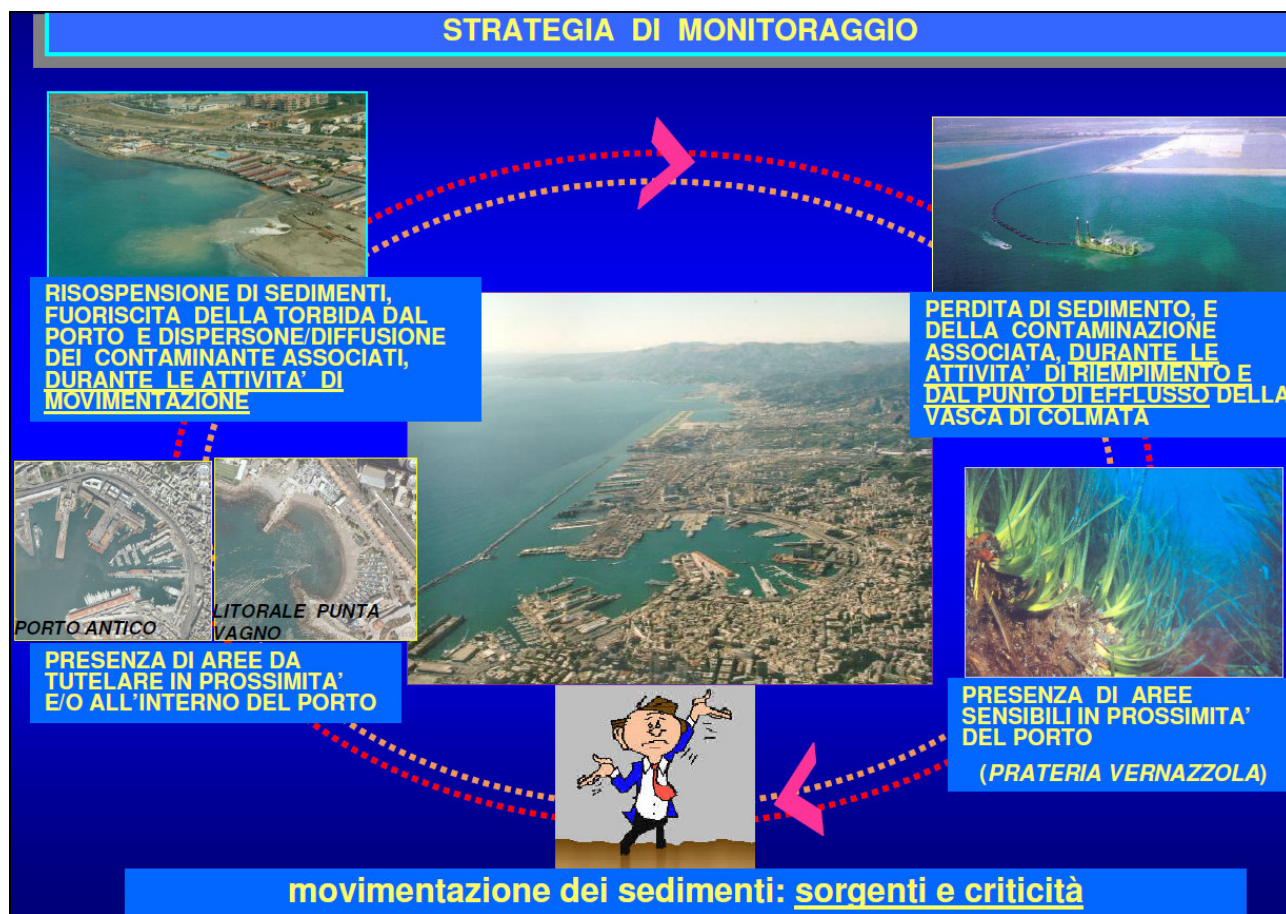 STRATEGIA DI MONITORAGGIO
RISOSPENSIONE DI SEDIMENTI,
FUORISCITA DELLA TORBIDA DAL
PORTO E DISPERSONE/DIFFUSIONE
DEI CONTAMINANTE ASSOCIATI,
DURANTE LE ATTIVITA' DI
MOVIMENTAZIONE
PERDITA DI SEDIMENTO, E
DELLA CONTAMINAZIONE
ASSOCIATA, DURANTE LE
ATTIVITA' DI RIEMPIMENTO E
DAL PUNTO DI EFFLUSSO DELLA
VASCA DI COLMATA
PORTO ANTICO
LITORALE PUNTA
VAGNO
PRESENZA DI AREE DA
TUTELARE IN PROSSIMITA'
E/O ALL'INTERNO DEL PORTO
PRESENZA DI AREE
SENSIBILI IN PROSSIMITA'
DEL PORTO
(PRATERIA VERNAZZOLA)
movimentazione dei sedimenti: sorgenti e criticità